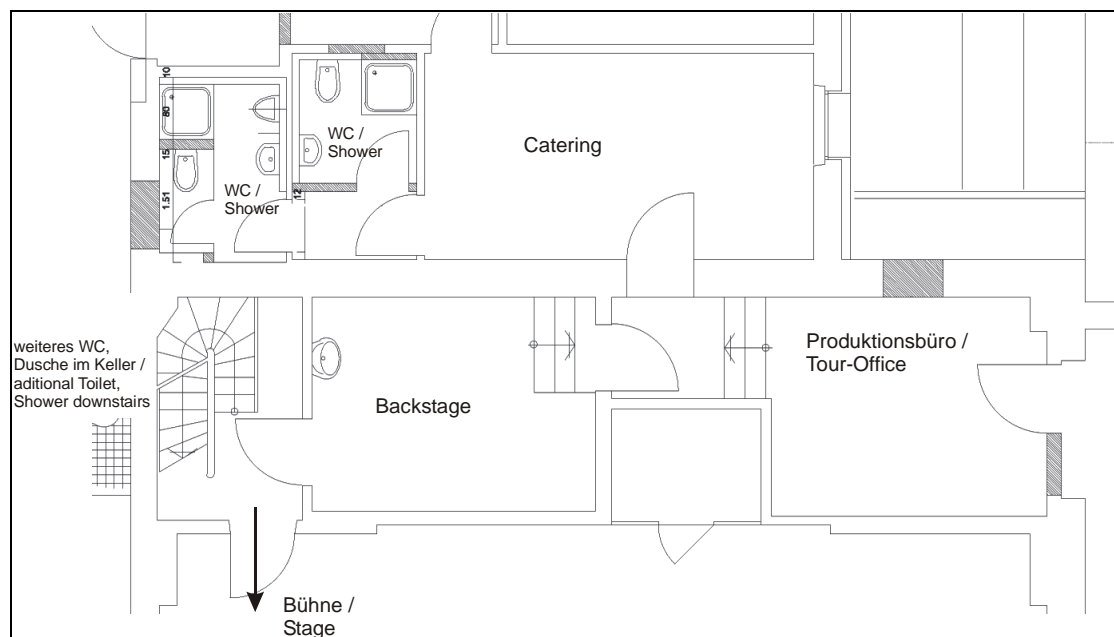 10
80
15
1.51
12
WC /
Shower
WC /
Shower
Catering
weiteres WC,
Dusche im Keller /
aditional Toilet,
Shower downstairs
Backstage
Produktionsbüro /
Tour-Office
Bühne /
Stage